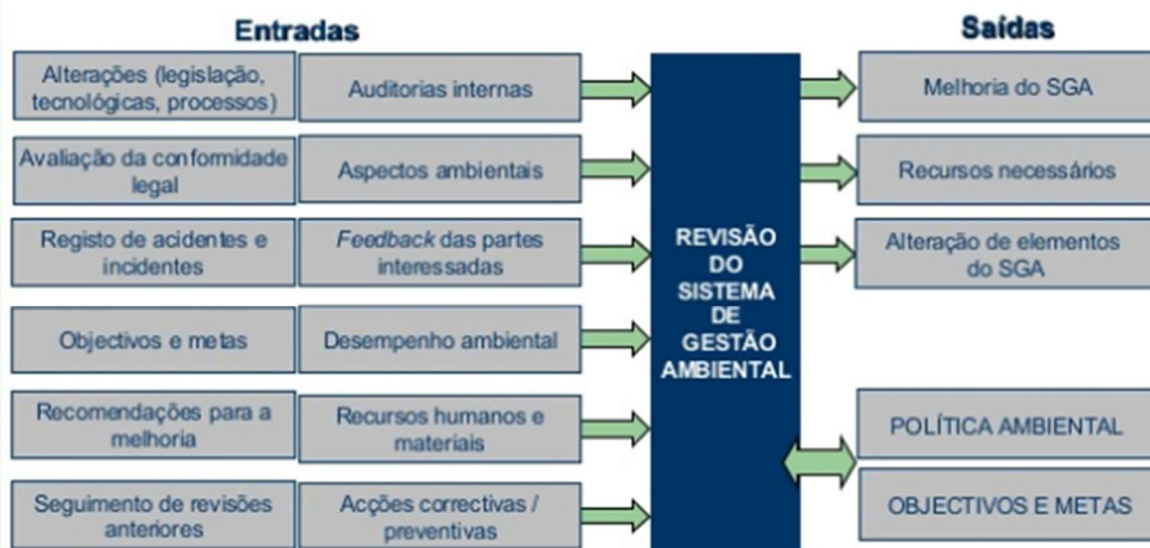 Entradas
Saídas
Alterações (legislação,
tecnológicas, processos)
Auditorias internas
Melhoria do SGA
Avaliação da conformidade
legal
Aspectos ambientais
Recursos necessários
Registo de acidentes e
incidentes
Feedback das partes
interessadas
Alteração de elementos
do SGA
Objectivos e metas
Desempenho ambiental
Recomendações para a
melhoria
Recursos humanos e
materiais
Seguimento de revisões
anteriores
Acções correctivas /
preventivas
REVISÃO
DO
SISTEMA
DE
GESTÃO
AMBIENTAL
POLÍTICA AMBIENTAL
OBJECTIVOS E METAS